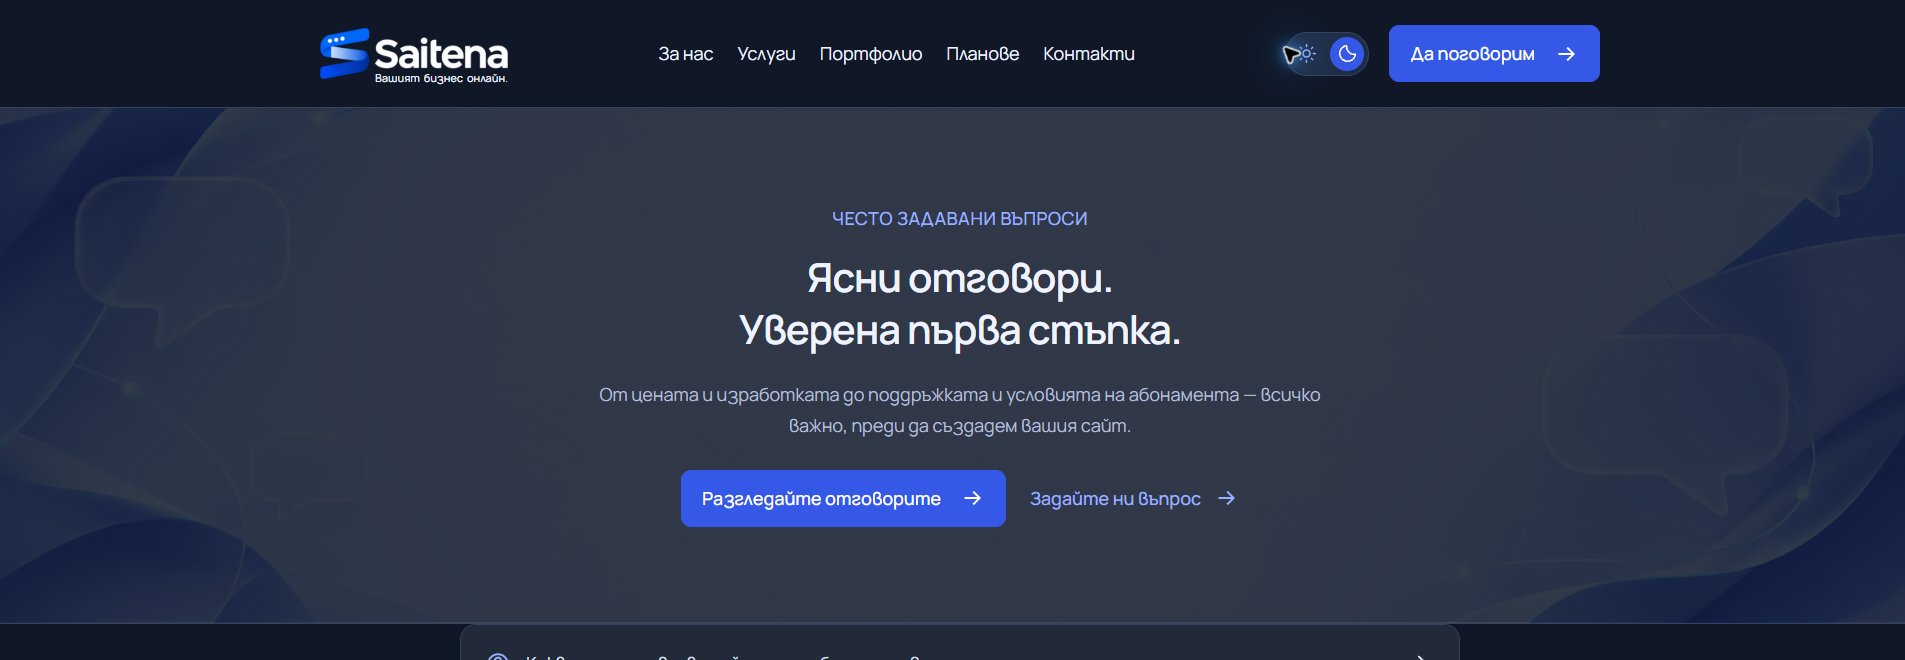 Saitena
Вашият бизнес онлайн.
За нас
Услуги
Портфолио
Планове
Контакти
Да поговорим
ЧЕСТО ЗАДАВАНИ ВЪПРОСИ
Ясни отговори.
Уверена първа стъпка.
От цената и изработката до поддръжката и условията на абонамента — всичко
важно, преди да създадем вашия сайт.
Разгледайте отговорите
Задайте ни въпрос